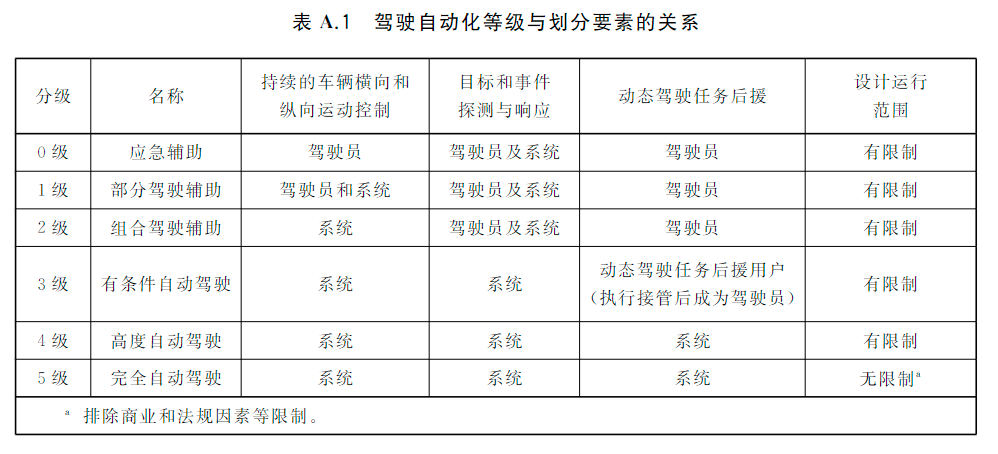 表 A.1 驾驶自动化等级与划分要素的关系
分级 名称 持续的车辆横向和 纵向运动控制 目标和事件 探测与响应 动态驾驶任务后援 设计运行 范围
0级 应急辅助 驾驶员 驾驶员及系统 驾驶员 有限制
1级 部分驾驶辅助 驾驶员和系统 驾驶员及系统 驾驶员 有限制
2级 组合驾驶辅助 系统 驾驶员及系统 驾驶员 有限制
3级 有条件自动驾驶 系统 系统 动态驾驶任务后援用户 (执行接管后成为驾驶员) 有限制
4级 高度自动驾驶 系统 系统 系统 有限制
5级 完全自动驾驶 系统 系统 系统 无限制ᵃ
ᵃ 排除商业和法规因素等限制。